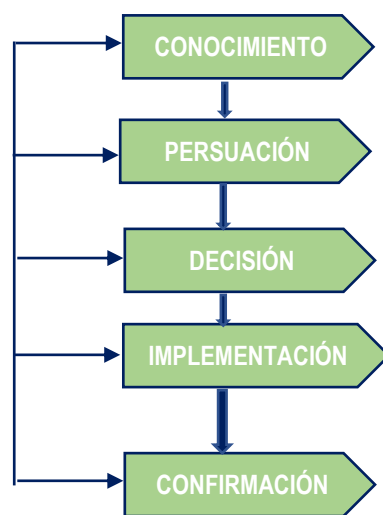 CONOCIMIENTO
PERSUACIÓN
DECISIÓN
IMPLEMENTACIÓN
CONFIRMACIÓN